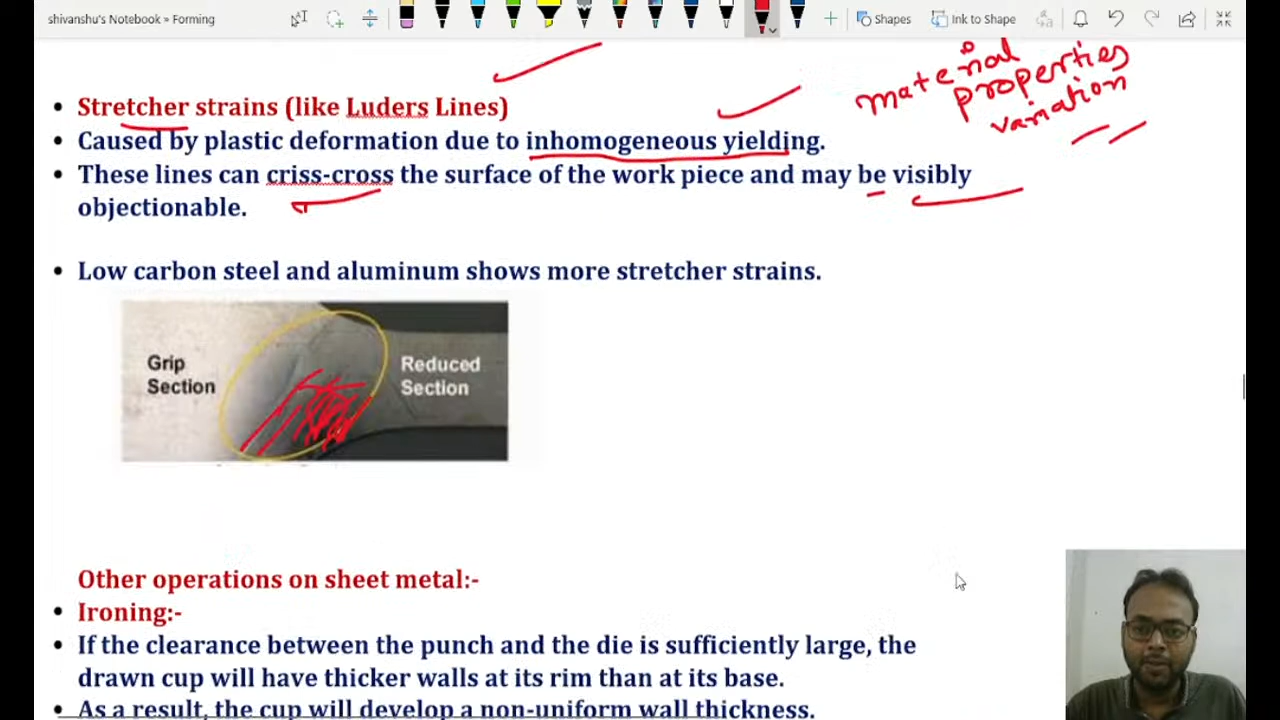 shivanshu's Notebook » Forming
Shapes
Ink to Shape
material
properties
variation
• Stretcher strains (like Luders Lines)
• Caused by plastic deformation due to inhomogeneous yielding.
• These lines can criss-cross the surface of the work piece and may be visibly
objectionable.
• Low carbon steel and aluminum shows more stretcher strains.
Grip
Section
Reduced
Section
Other operations on sheet metal:-
• Ironing:-
• If the clearance between the punch and the die is sufficiently large, the
drawn cup will have thicker walls at its rim than at its base.
• As a result, the cup will develop a non-uniform wall thickness.